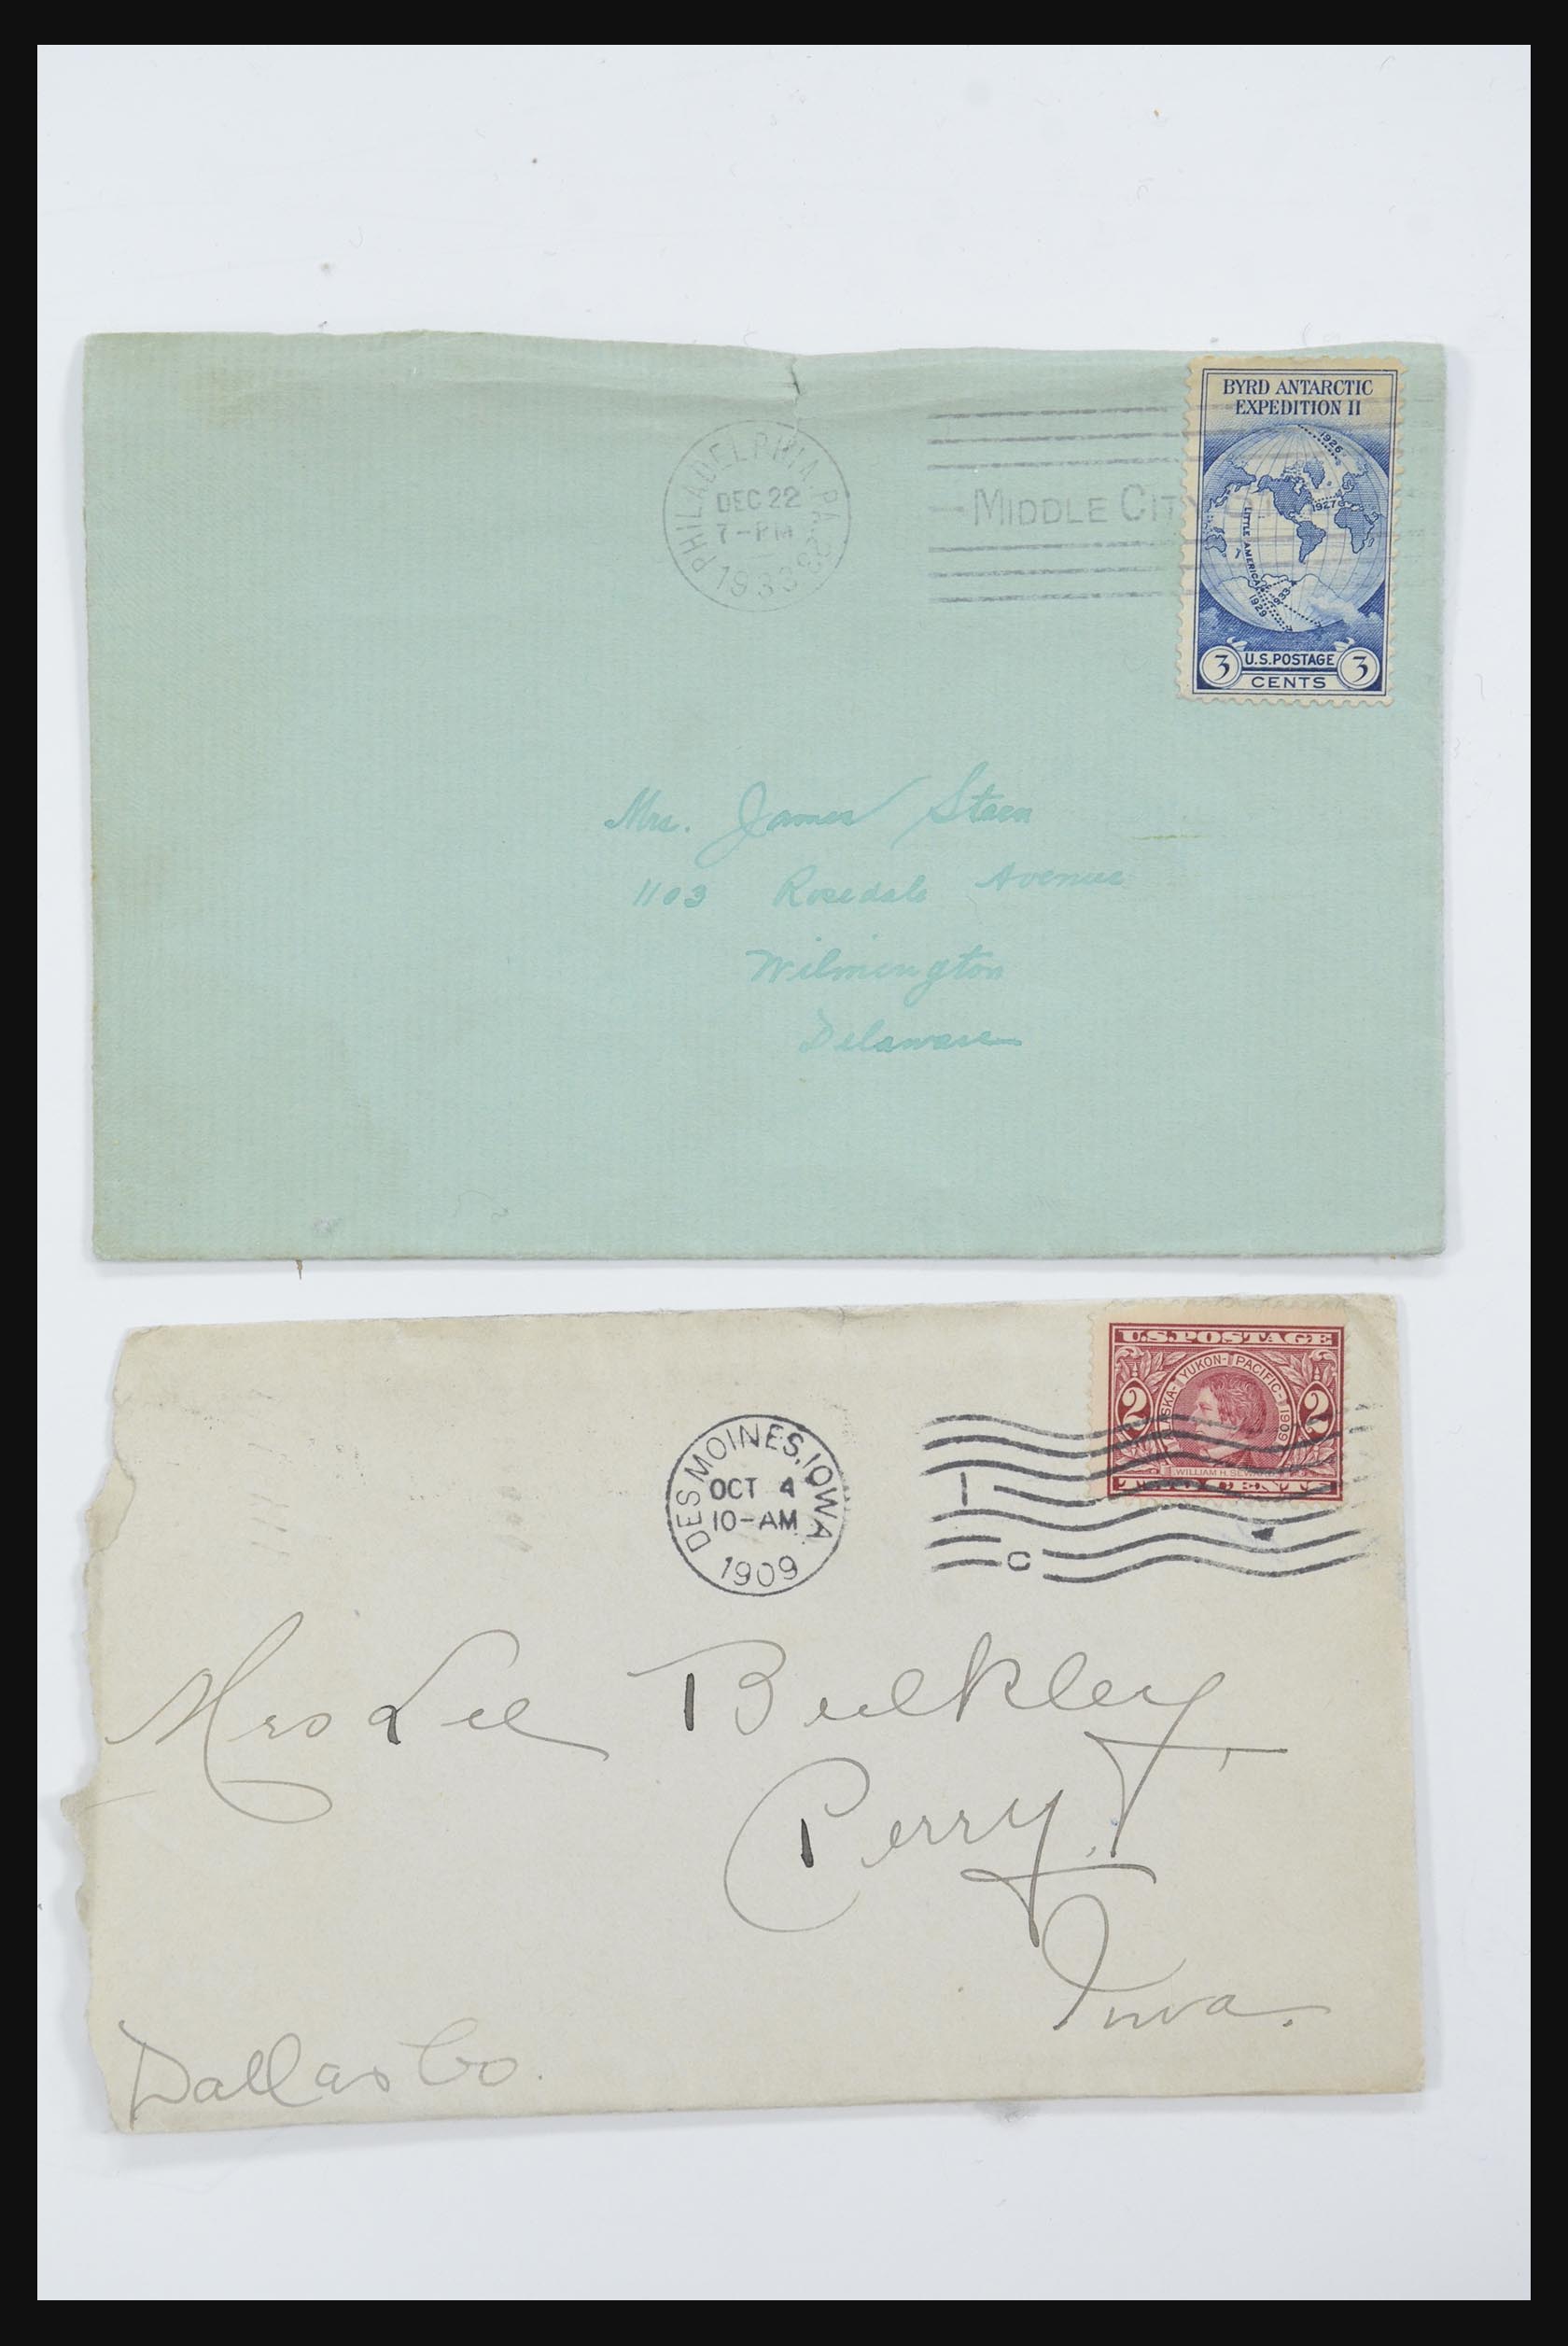 BYRD ANTARCTIC
EXPEDITION II
1926
1927
LITTLE AMERICA
1933
1929
3 U.S. POSTAGE 3
CENTS
PHILADELPHIA, PA.
DEC 22
7-PM
1933
MIDDLE CITY
Mrs. James Steen
1103 Rosedale Avenue
Wilmington
Delaware
U.S. POSTAGE
ALASKA-YUKON-PACIFIC-1909
2 2
WILLIAM H. SEWARD
TWO CENTS
DES MOINES, IOWA.
OCT 4
10-AM
1909
1
C
Mrs Lee Bulkley,
Perry.
Iowa.
Dallas Co.